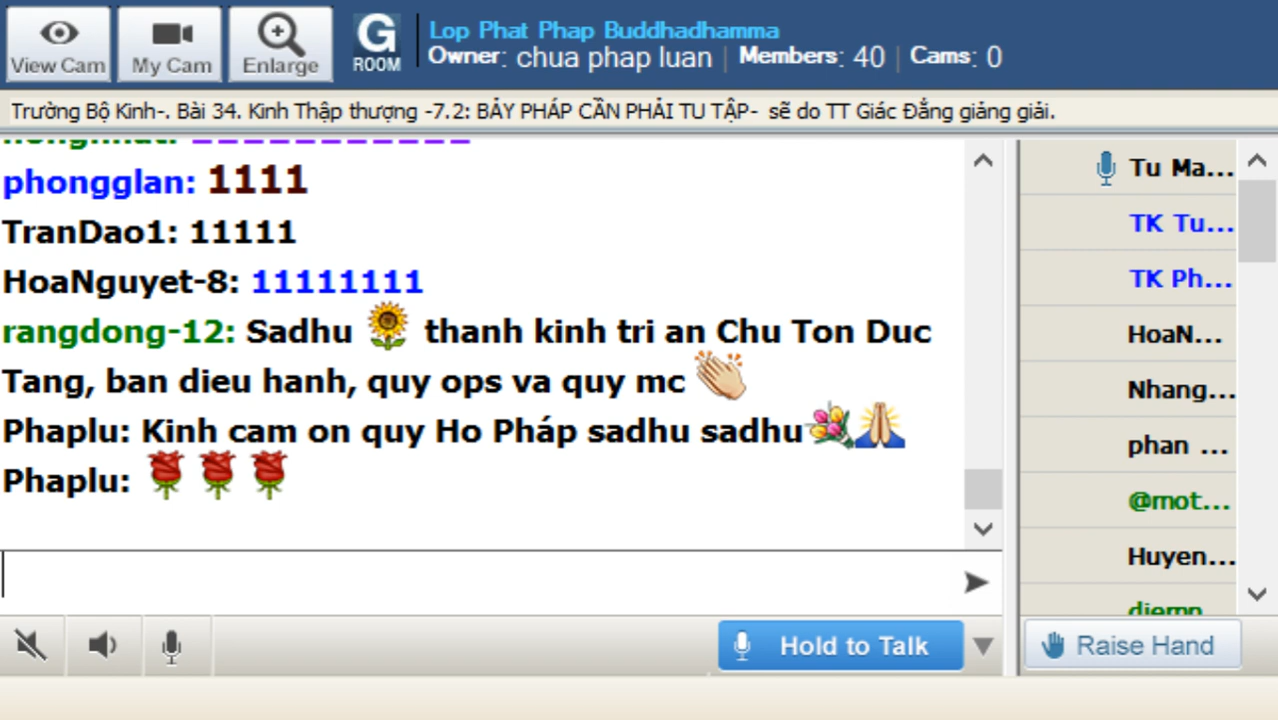 View Cam
My Cam
Enlarge
G
ROOM
Lop Phat Phap Buddhadhamma
Owner: chua phap luan | Members: 40 | Cams: 0
Trường Bộ Kinh-. Bài 34. Kinh Thập thượng -7.2: BẢY PHÁP CẦN PHẢI TU TẬP- sẽ do TT Giác Đẳng giảng giải.
phongglan: 1111
TranDao1: 11111
HoaNguyet-8: 11111111
rangdong-12: Sadhu 🌻 thanh kinh tri an Chu Ton Duc
Tang, ban dieu hanh, quy ops va quy mc 👏
Phaplu: Kinh cam on quy Ho Pháp sadhu sadhu💐🙏
Phaplu: 🌹🌹🌹
Tu Ma...
TK Tu...
TK Ph...
HoaN...
Nhang...
phan ...
@mot...
Huyen...
Hold to Talk
Raise Hand